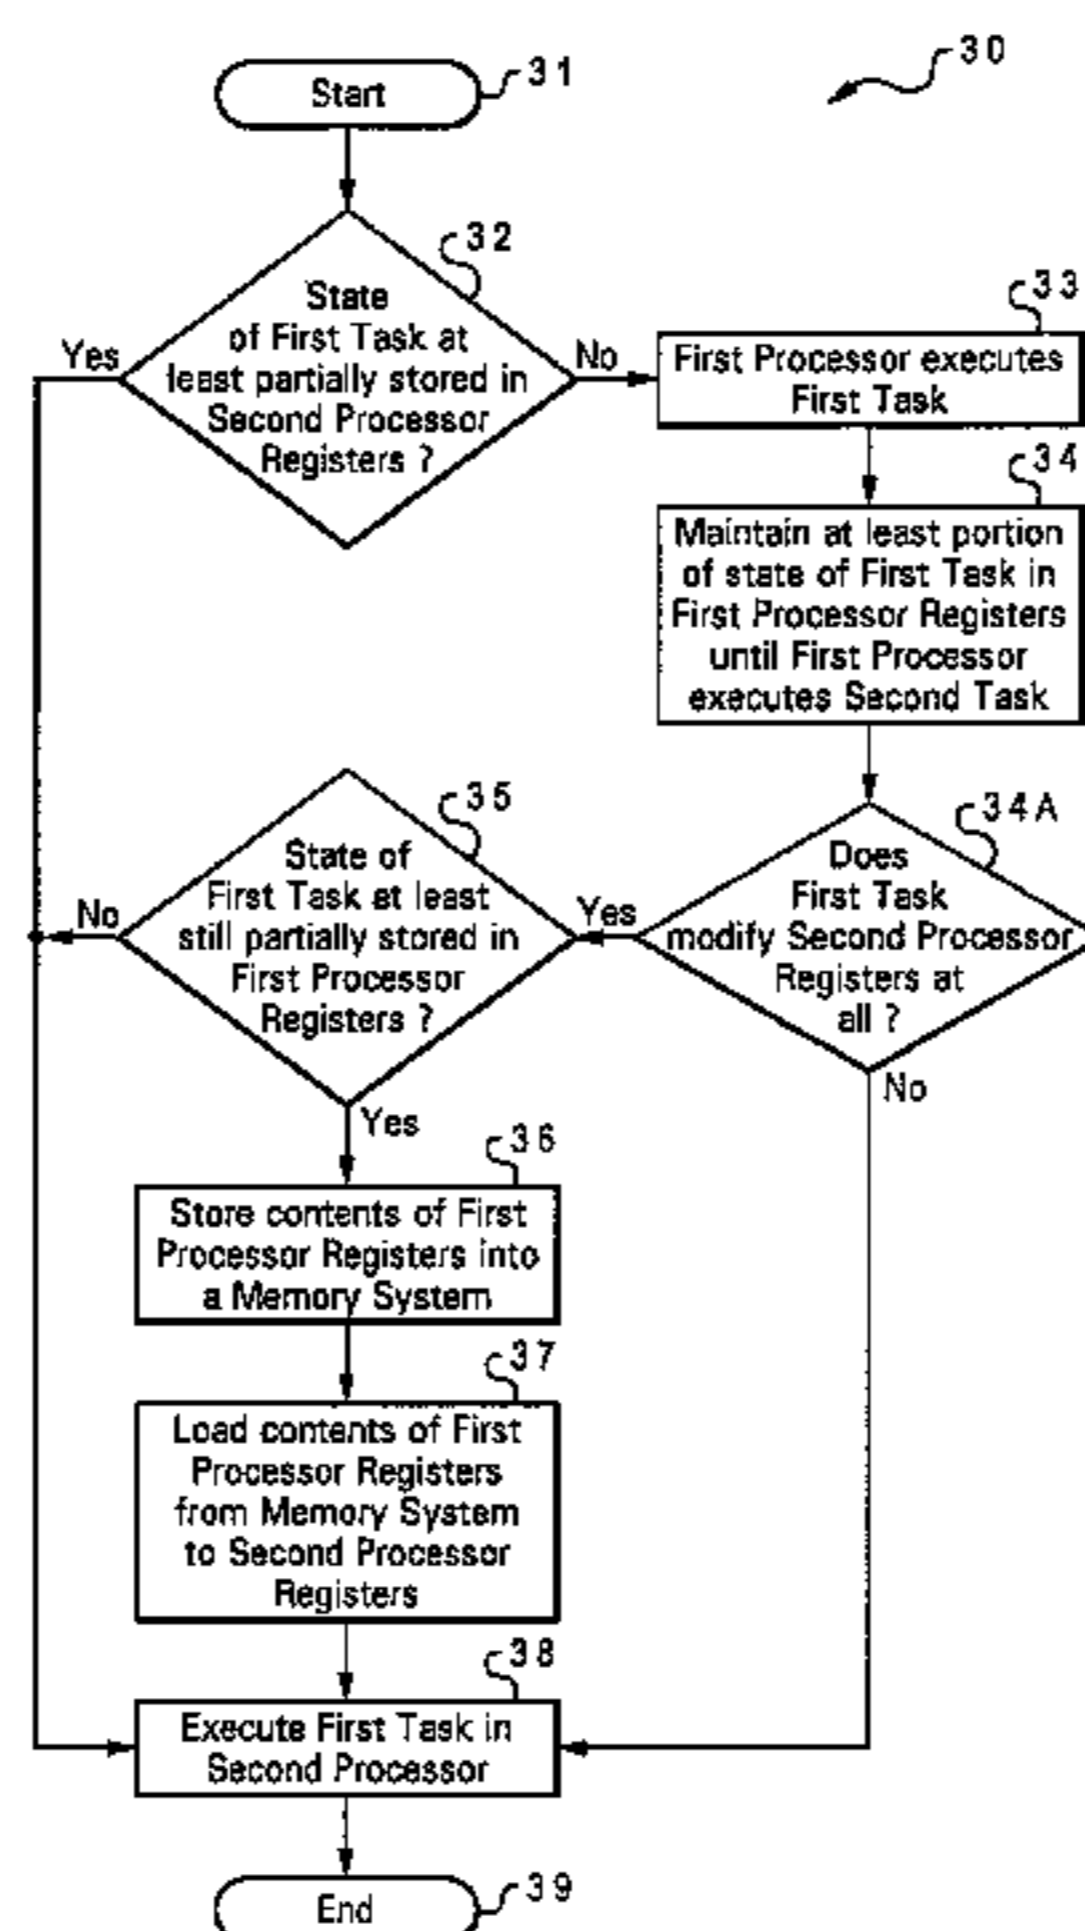 30
Start
31
32
State
of First Task at
least partially stored in
Second Processor
Registers ?
Yes
No
33
First Processor executes
First Task
34
Maintain at least portion
of state of First Task in
First Processor Registers
until First Processor
executes Second Task
34A
Does
First Task
modify Second Processor
Registers at
all ?
Yes
No
35
State of
First Task at least
still partially stored in
First Processor
Registers ?
No
Yes
36
Store contents of First
Processor Registers into
a Memory System
37
Load contents of First
Processor Registers
from Memory System
to Second Processor
Registers
38
Execute First Task in
Second Processor
End
39